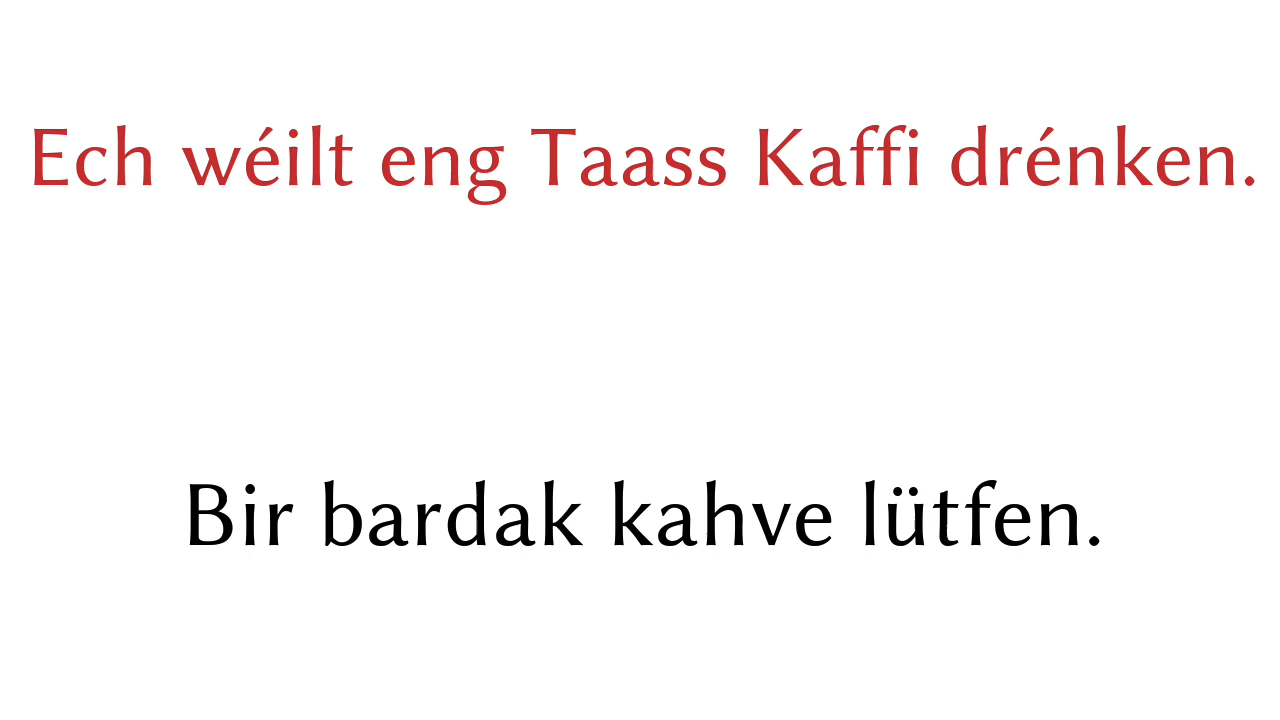 Ech wéilt eng Taass Kaffi drénken.
Bir bardak kahve lütfen.